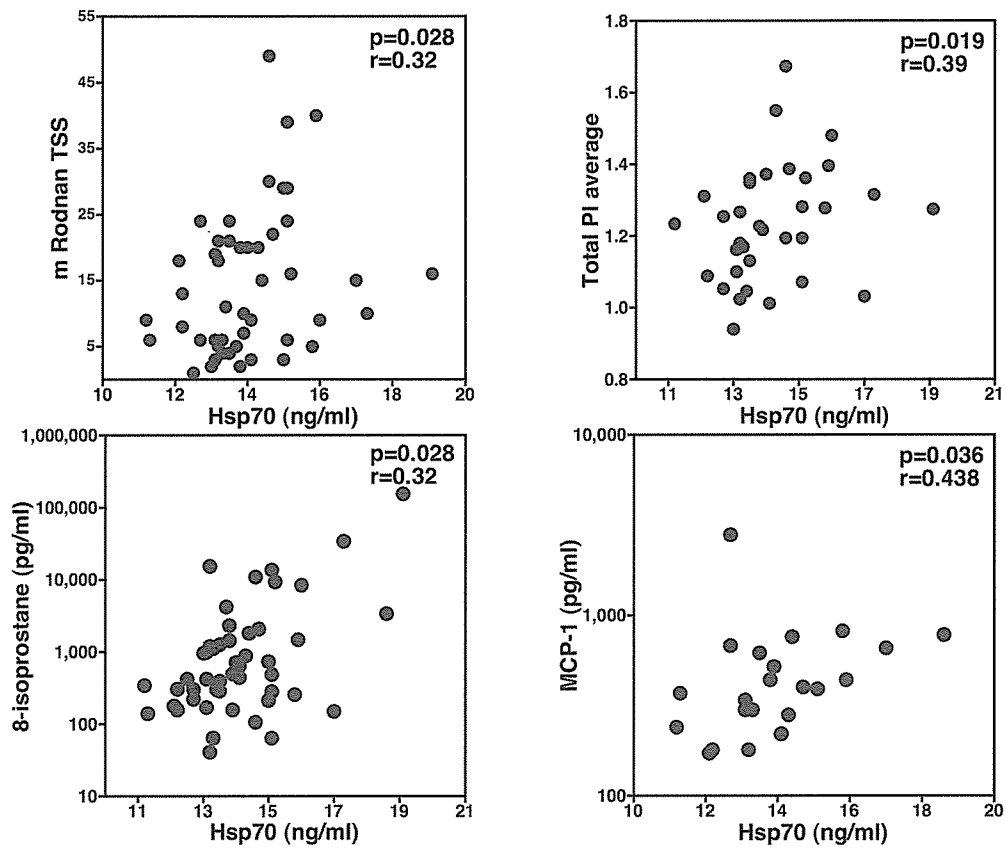 p=0.028
r=0.32
m Rodnan TSS
55
45
35
25
15
5
10 12 14 16 18 20
Hsp70 (ng/ml)
p=0.019
r=0.39
Total PI average
1.8
1.6
1.4
1.2
1.0
0.8
11 13 15 17 19 21
Hsp70 (ng/ml)
p=0.028
r=0.32
8-isoprostane (pg/ml)
1,000,000
100,000
10,000
1,000
100
10
11 13 15 17 19 21
Hsp70 (ng/ml)
p=0.036
r=0.438
MCP-1 (pg/ml)
10,000
1,000
100
10 12 14 16 18 20
Hsp70 (ng/ml)